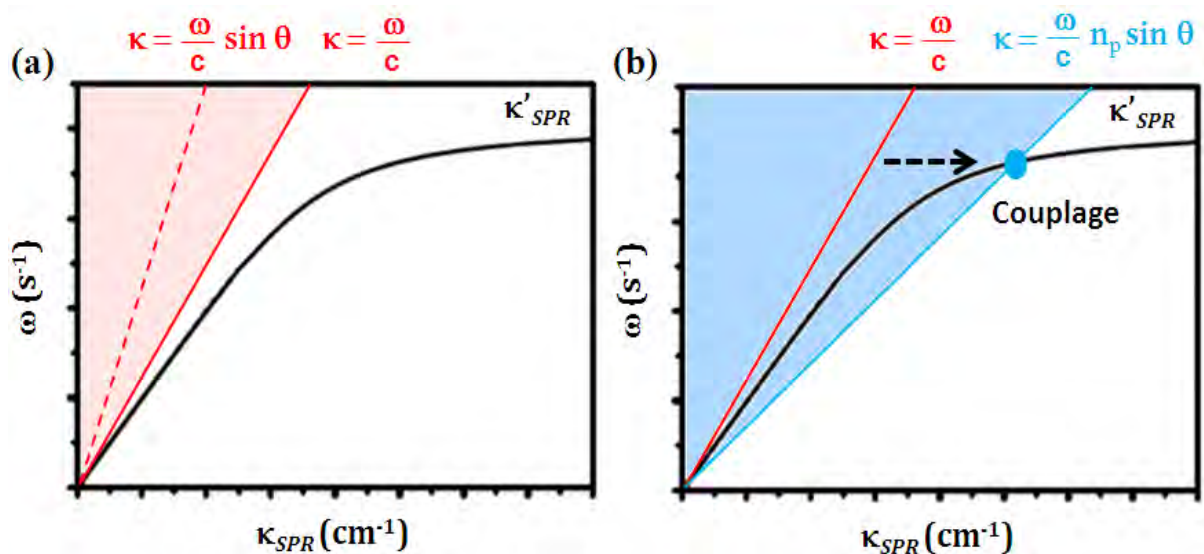 (a) κ = ω/c sin θ κ = ω/c
κ'SPR
ω (s⁻¹)
κSPR (cm⁻¹)
(b) κ = ω/c κ = ω/c np sin θ
κ'SPR
Couplage
ω (s⁻¹)
κSPR (cm⁻¹)